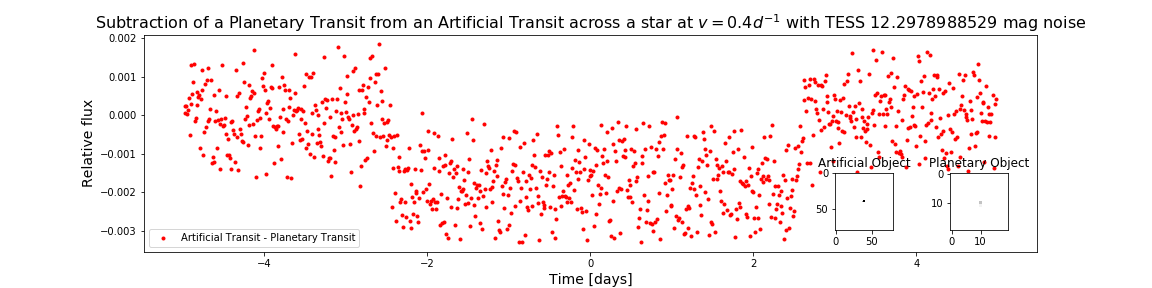 Subtraction of a Planetary Transit from an Artificial Transit across a star at v = 0.4d⁻¹ with TESS 12.2978988529 mag noise
0.002
0.001
0.000
−0.001
−0.002
−0.003
Relative flux
Artificial Object
0
50
0 50
Planetary Object
0
10
0 10
Artificial Transit - Planetary Transit
−4 −2 0 2 4
Time [days]